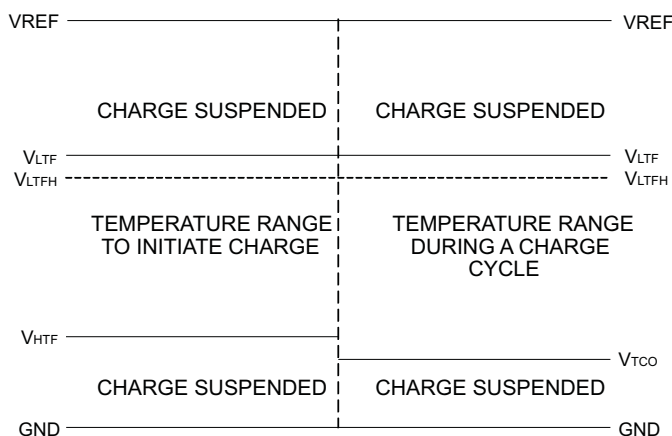 VREF VREF
CHARGE SUSPENDED CHARGE SUSPENDED
VLTF VLTF
VLTFH VLTFH
TEMPERATURE RANGE TEMPERATURE RANGE
TO INITIATE CHARGE DURING A CHARGE
CYCLE
VHTF
VTCO
CHARGE SUSPENDED CHARGE SUSPENDED
GND GND